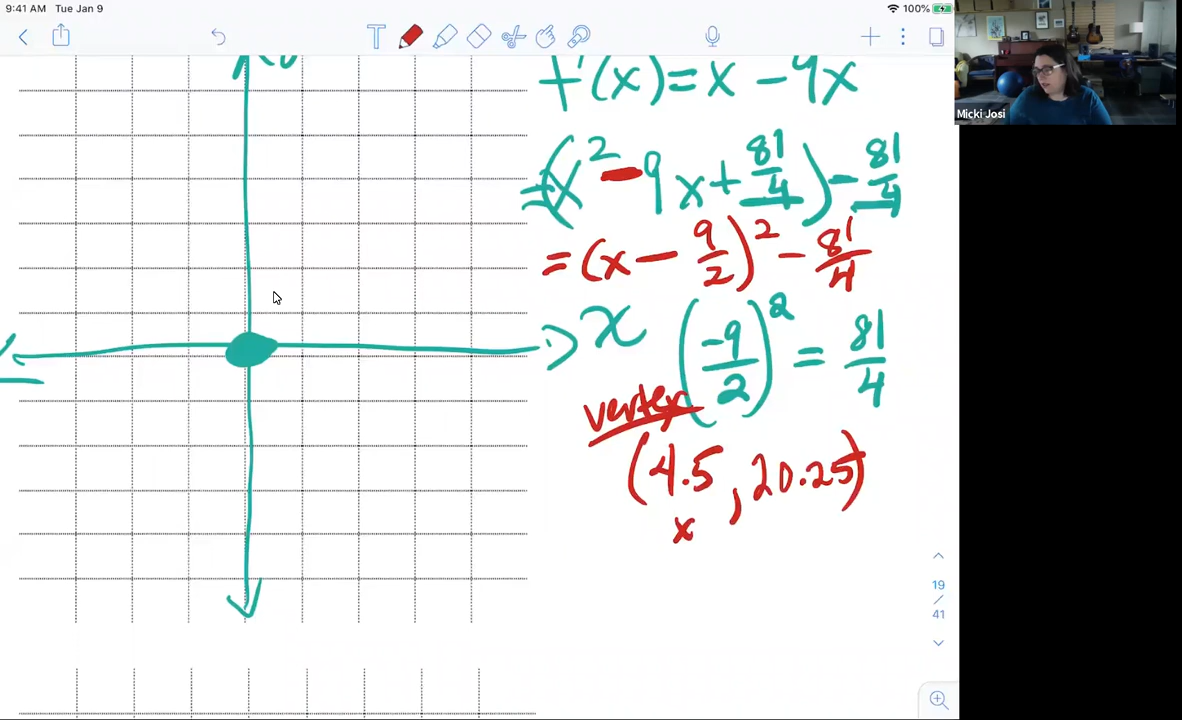 9:41 AM Tue Jan 9
100%
T
Micki Josi
f(x)=x - 9x
=(x² - 9x + 81/4) - 81/4
= (x - 9/2)² - 81/4
x
(-9/2)² = 81/4
vertex
(4.5, 20.25)
x
19
/
41